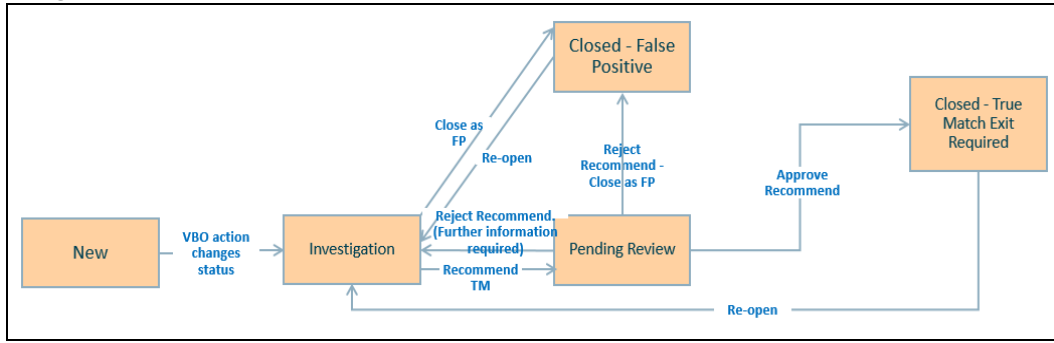 Closed - False
Positive
Closed - True
Match Exit
Required
Close as
FP
Re-open
Reject
Recommend -
Close as FP
Approve
Recommend
New
VBO action
changes
status
Investigation
Reject Recommend.
(Further information
required)
Recommend
TM
Pending Review
Re-open